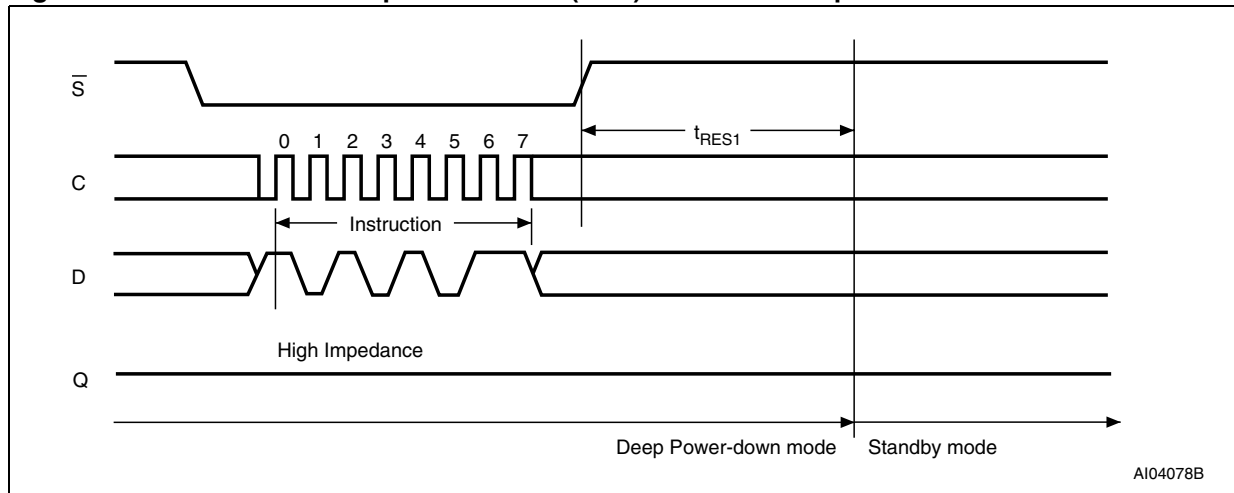 S
0 1 2 3 4 5 6 7
tRES1
C
Instruction
D
High Impedance
Q
Deep Power-down mode Standby mode
AI04078B